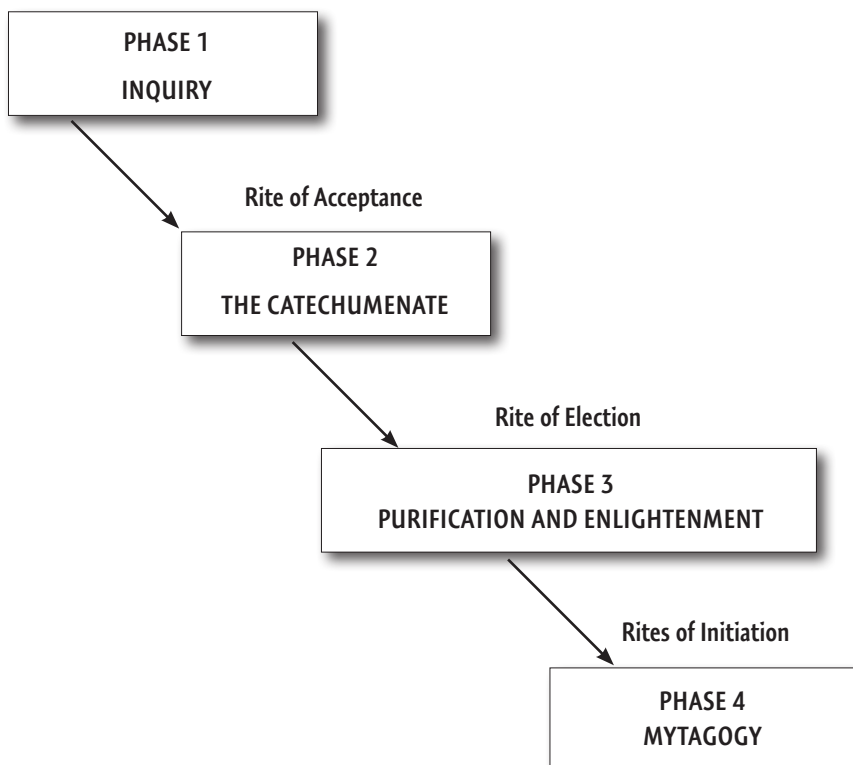 PHASE 1
INQUIRY
Rite of Acceptance
PHASE 2
THE CATECHUMENATE
Rite of Election
PHASE 3
PURIFICATION AND ENLIGHTENMENT
Rites of Initiation
PHASE 4
MYTAGOGY